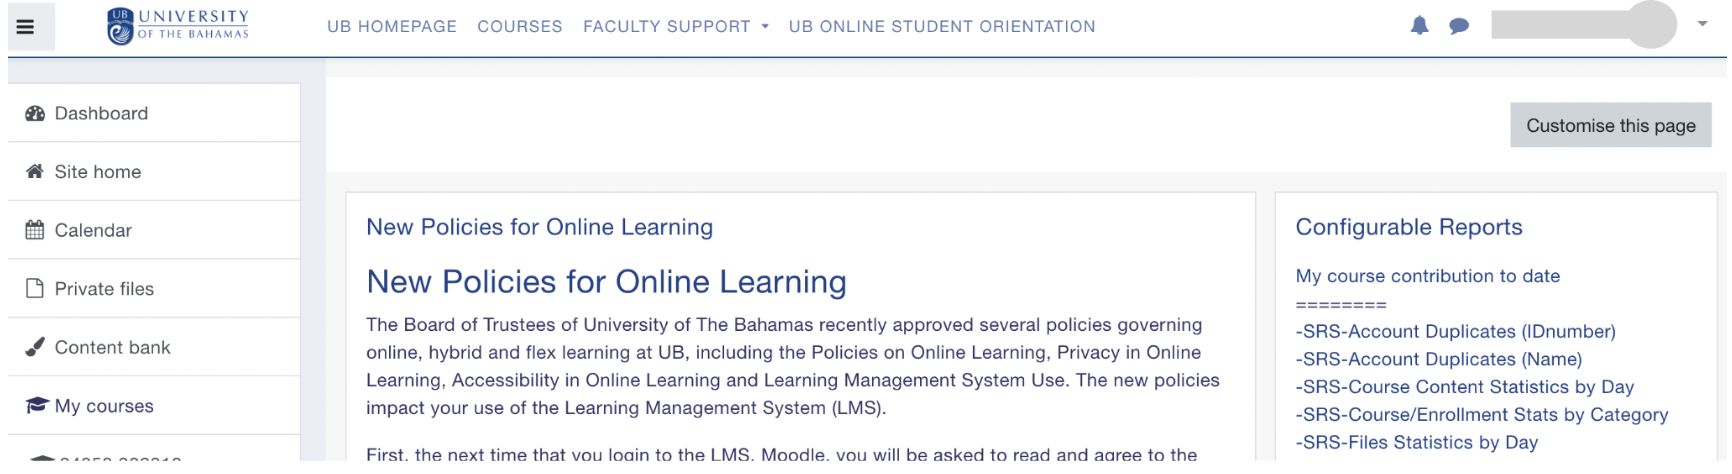 UB UNIVERSITY
OF THE BAHAMAS
UB HOMEPAGE COURSES FACULTY SUPPORT UB ONLINE STUDENT ORIENTATION
Dashboard
Site home
Calendar
Private files
Content bank
My courses
Customise this page
New Policies for Online Learning
New Policies for Online Learning
The Board of Trustees of University of The Bahamas recently approved several policies governing
online, hybrid and flex learning at UB, including the Policies on Online Learning, Privacy in Online
Learning, Accessibility in Online Learning and Learning Management System Use. The new policies
impact your use of the Learning Management System (LMS).
First, the next time that you login to the LMS, Moodle, you will be asked to read and agree to the
Configurable Reports
My course contribution to date
========
-SRS-Account Duplicates (IDnumber)
-SRS-Account Duplicates (Name)
-SRS-Course Content Statistics by Day
-SRS-Course/Enrollment Stats by Category
-SRS-Files Statistics by Day